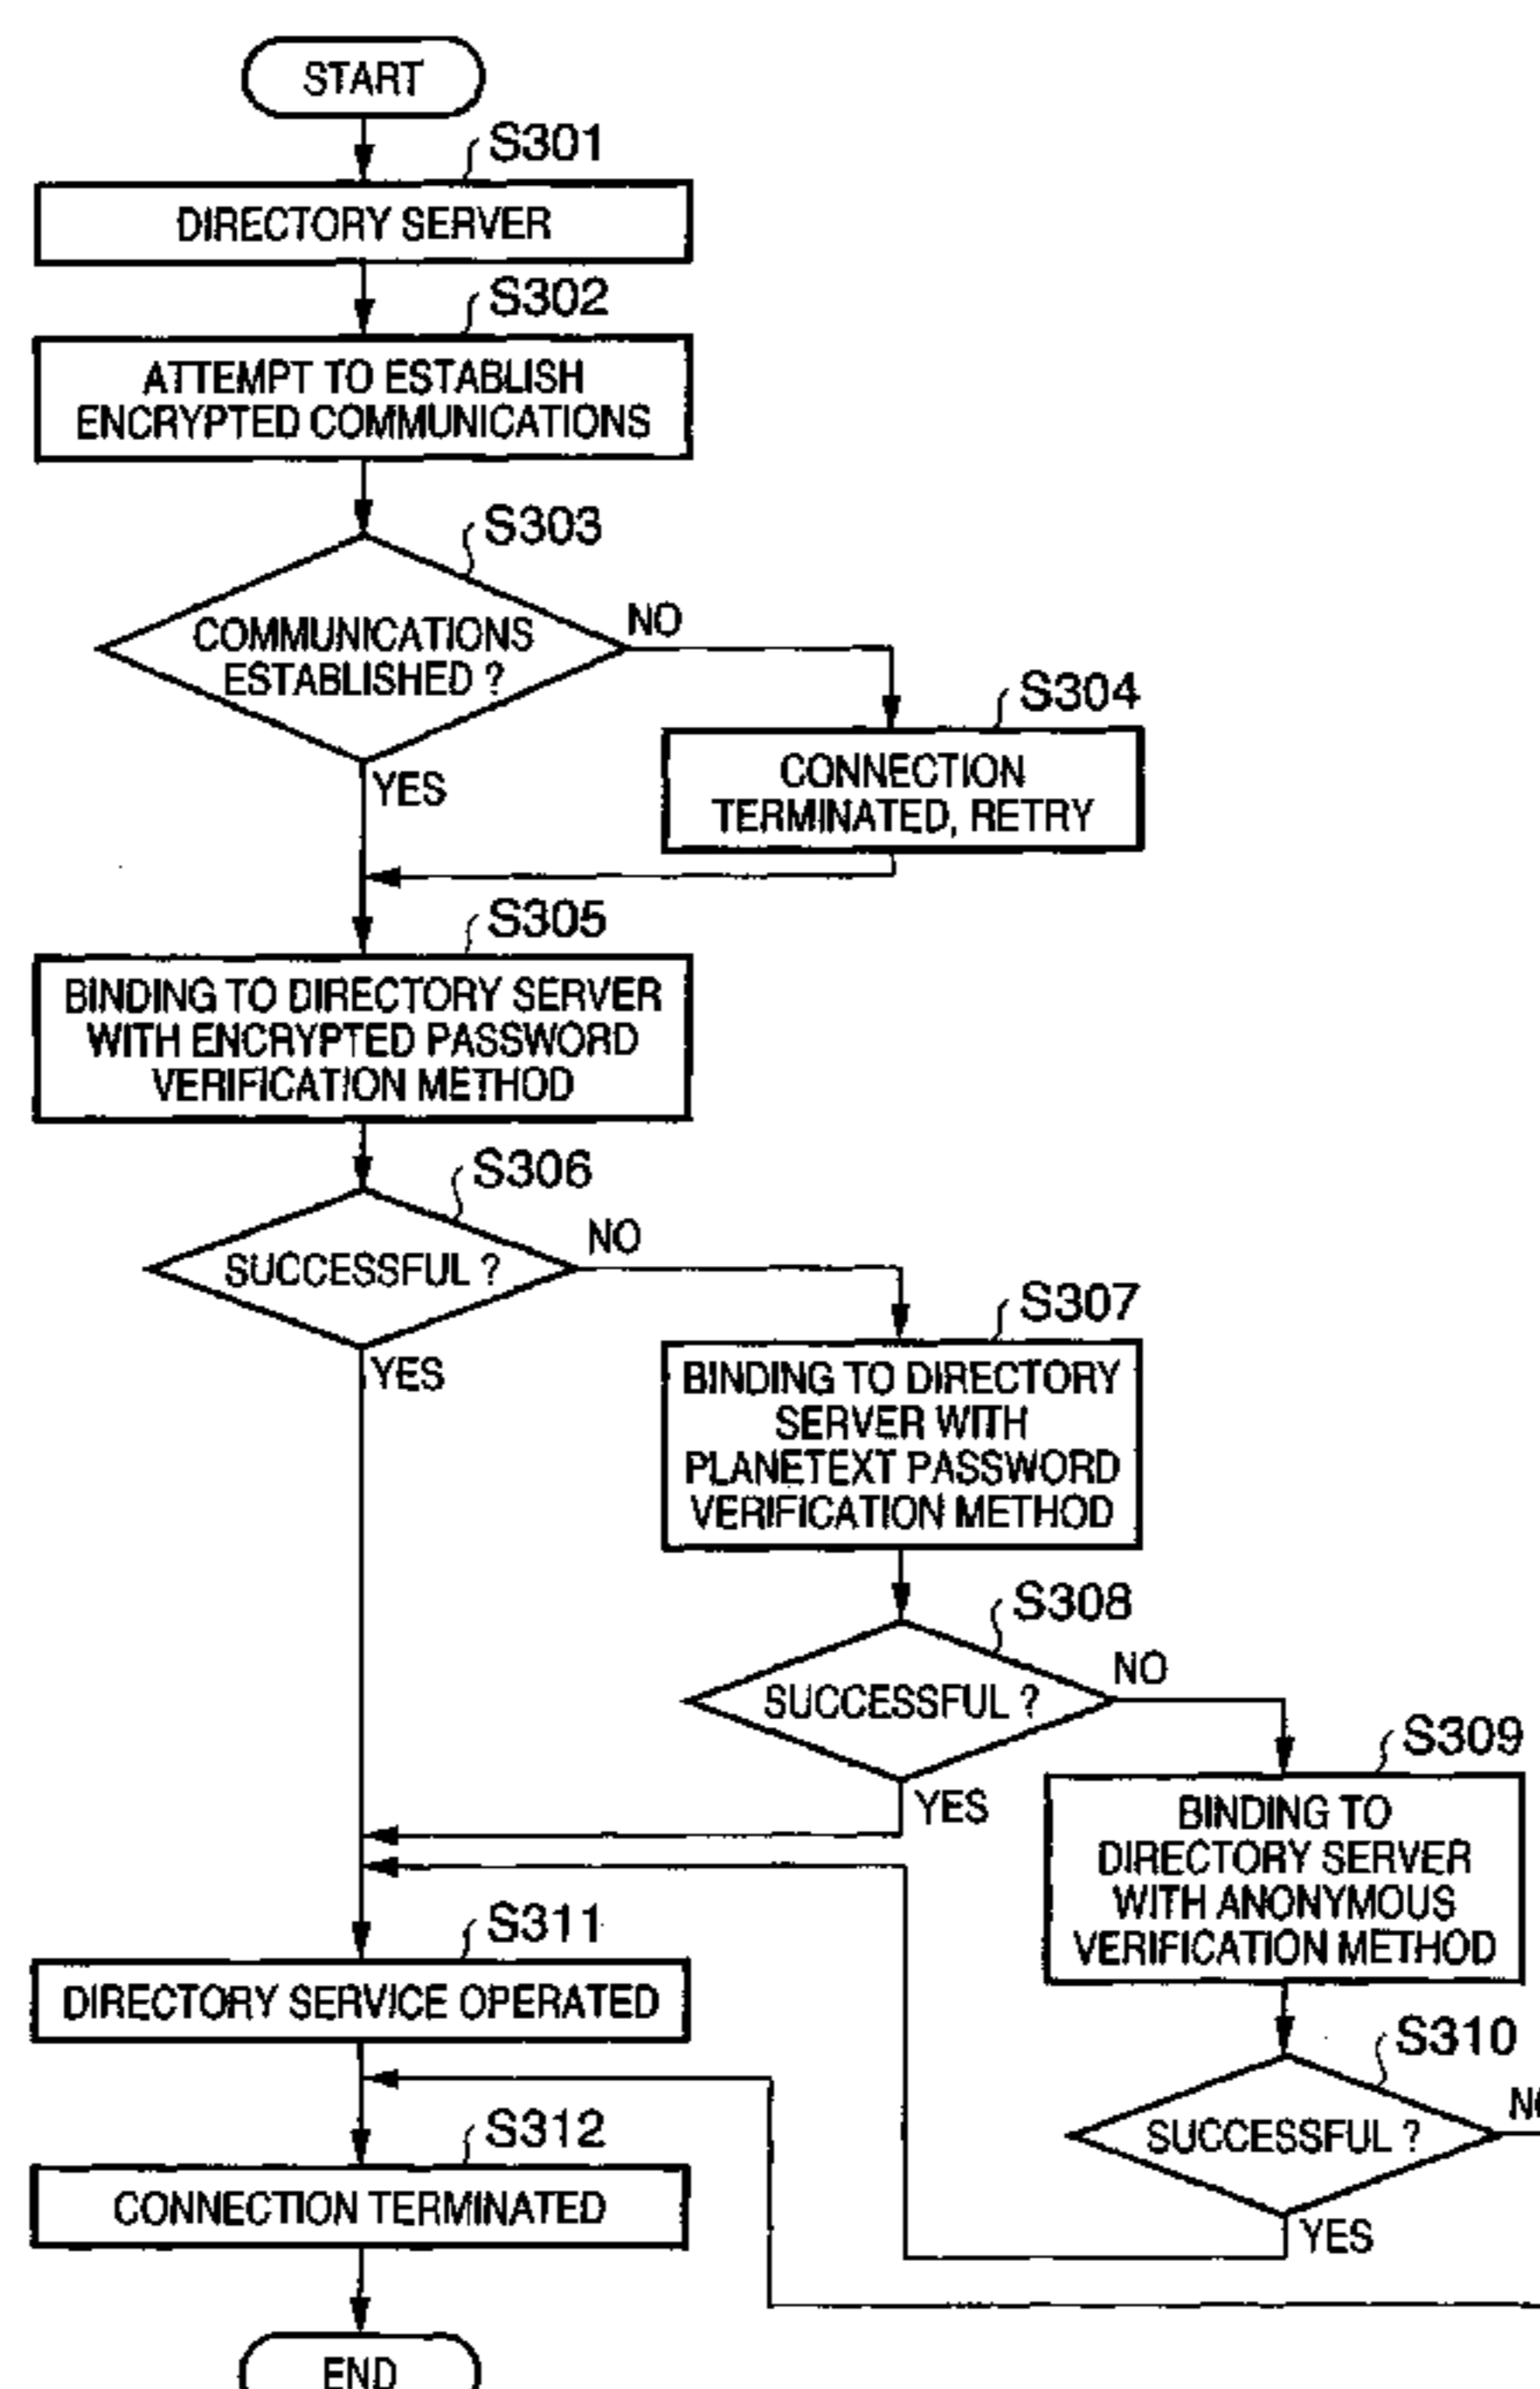 START
S301
DIRECTORY SERVER
S302
ATTEMPT TO ESTABLISH
ENCRYPTED COMMUNICATIONS
S303
COMMUNICATIONS
ESTABLISHED ?
NO
YES
S304
CONNECTION
TERMINATED, RETRY
S305
BINDING TO DIRECTORY SERVER
WITH ENCRYPTED PASSWORD
VERIFICATION METHOD
S306
SUCCESSFUL ?
NO
YES
S307
BINDING TO DIRECTORY
SERVER WITH
PLANETEXT PASSWORD
VERIFICATION METHOD
S308
SUCCESSFUL ?
NO
YES
S309
BINDING TO
DIRECTORY SERVER
WITH ANONYMOUS
VERIFICATION METHOD
S310
SUCCESSFUL ?
YES
S311
DIRECTORY SERVICE OPERATED
S312
CONNECTION TERMINATED
END